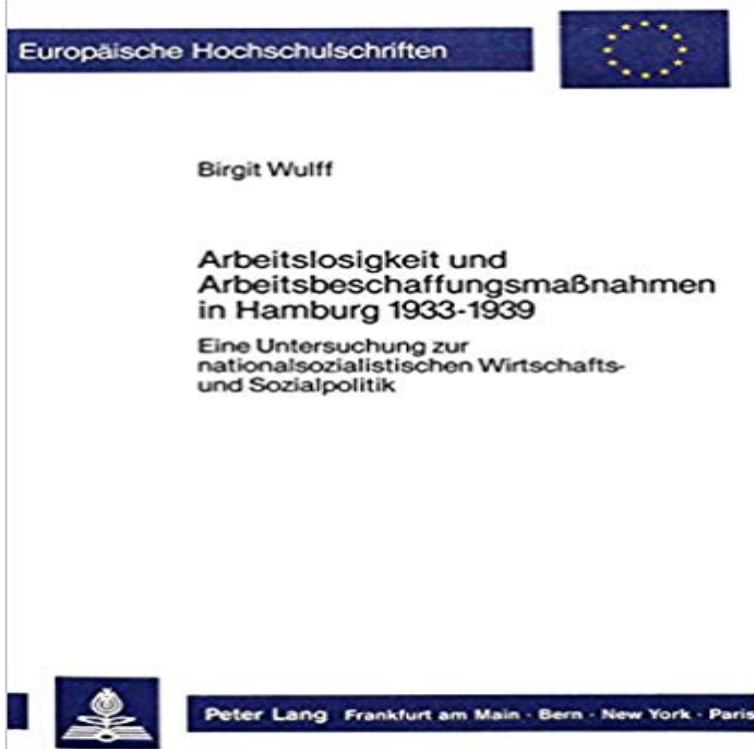 Europäische Hochschulschriften
Birgit Wulff
Arbeitslosigkeit und
Arbeitsbeschaffungsmaßnahmen
in Hamburg 1933-1939
Eine Untersuchung zur
nationalsozialistischen Wirtschafts-
und Sozialpolitik
Peter Lang Frankfurt am Main · Bern · New York · Paris